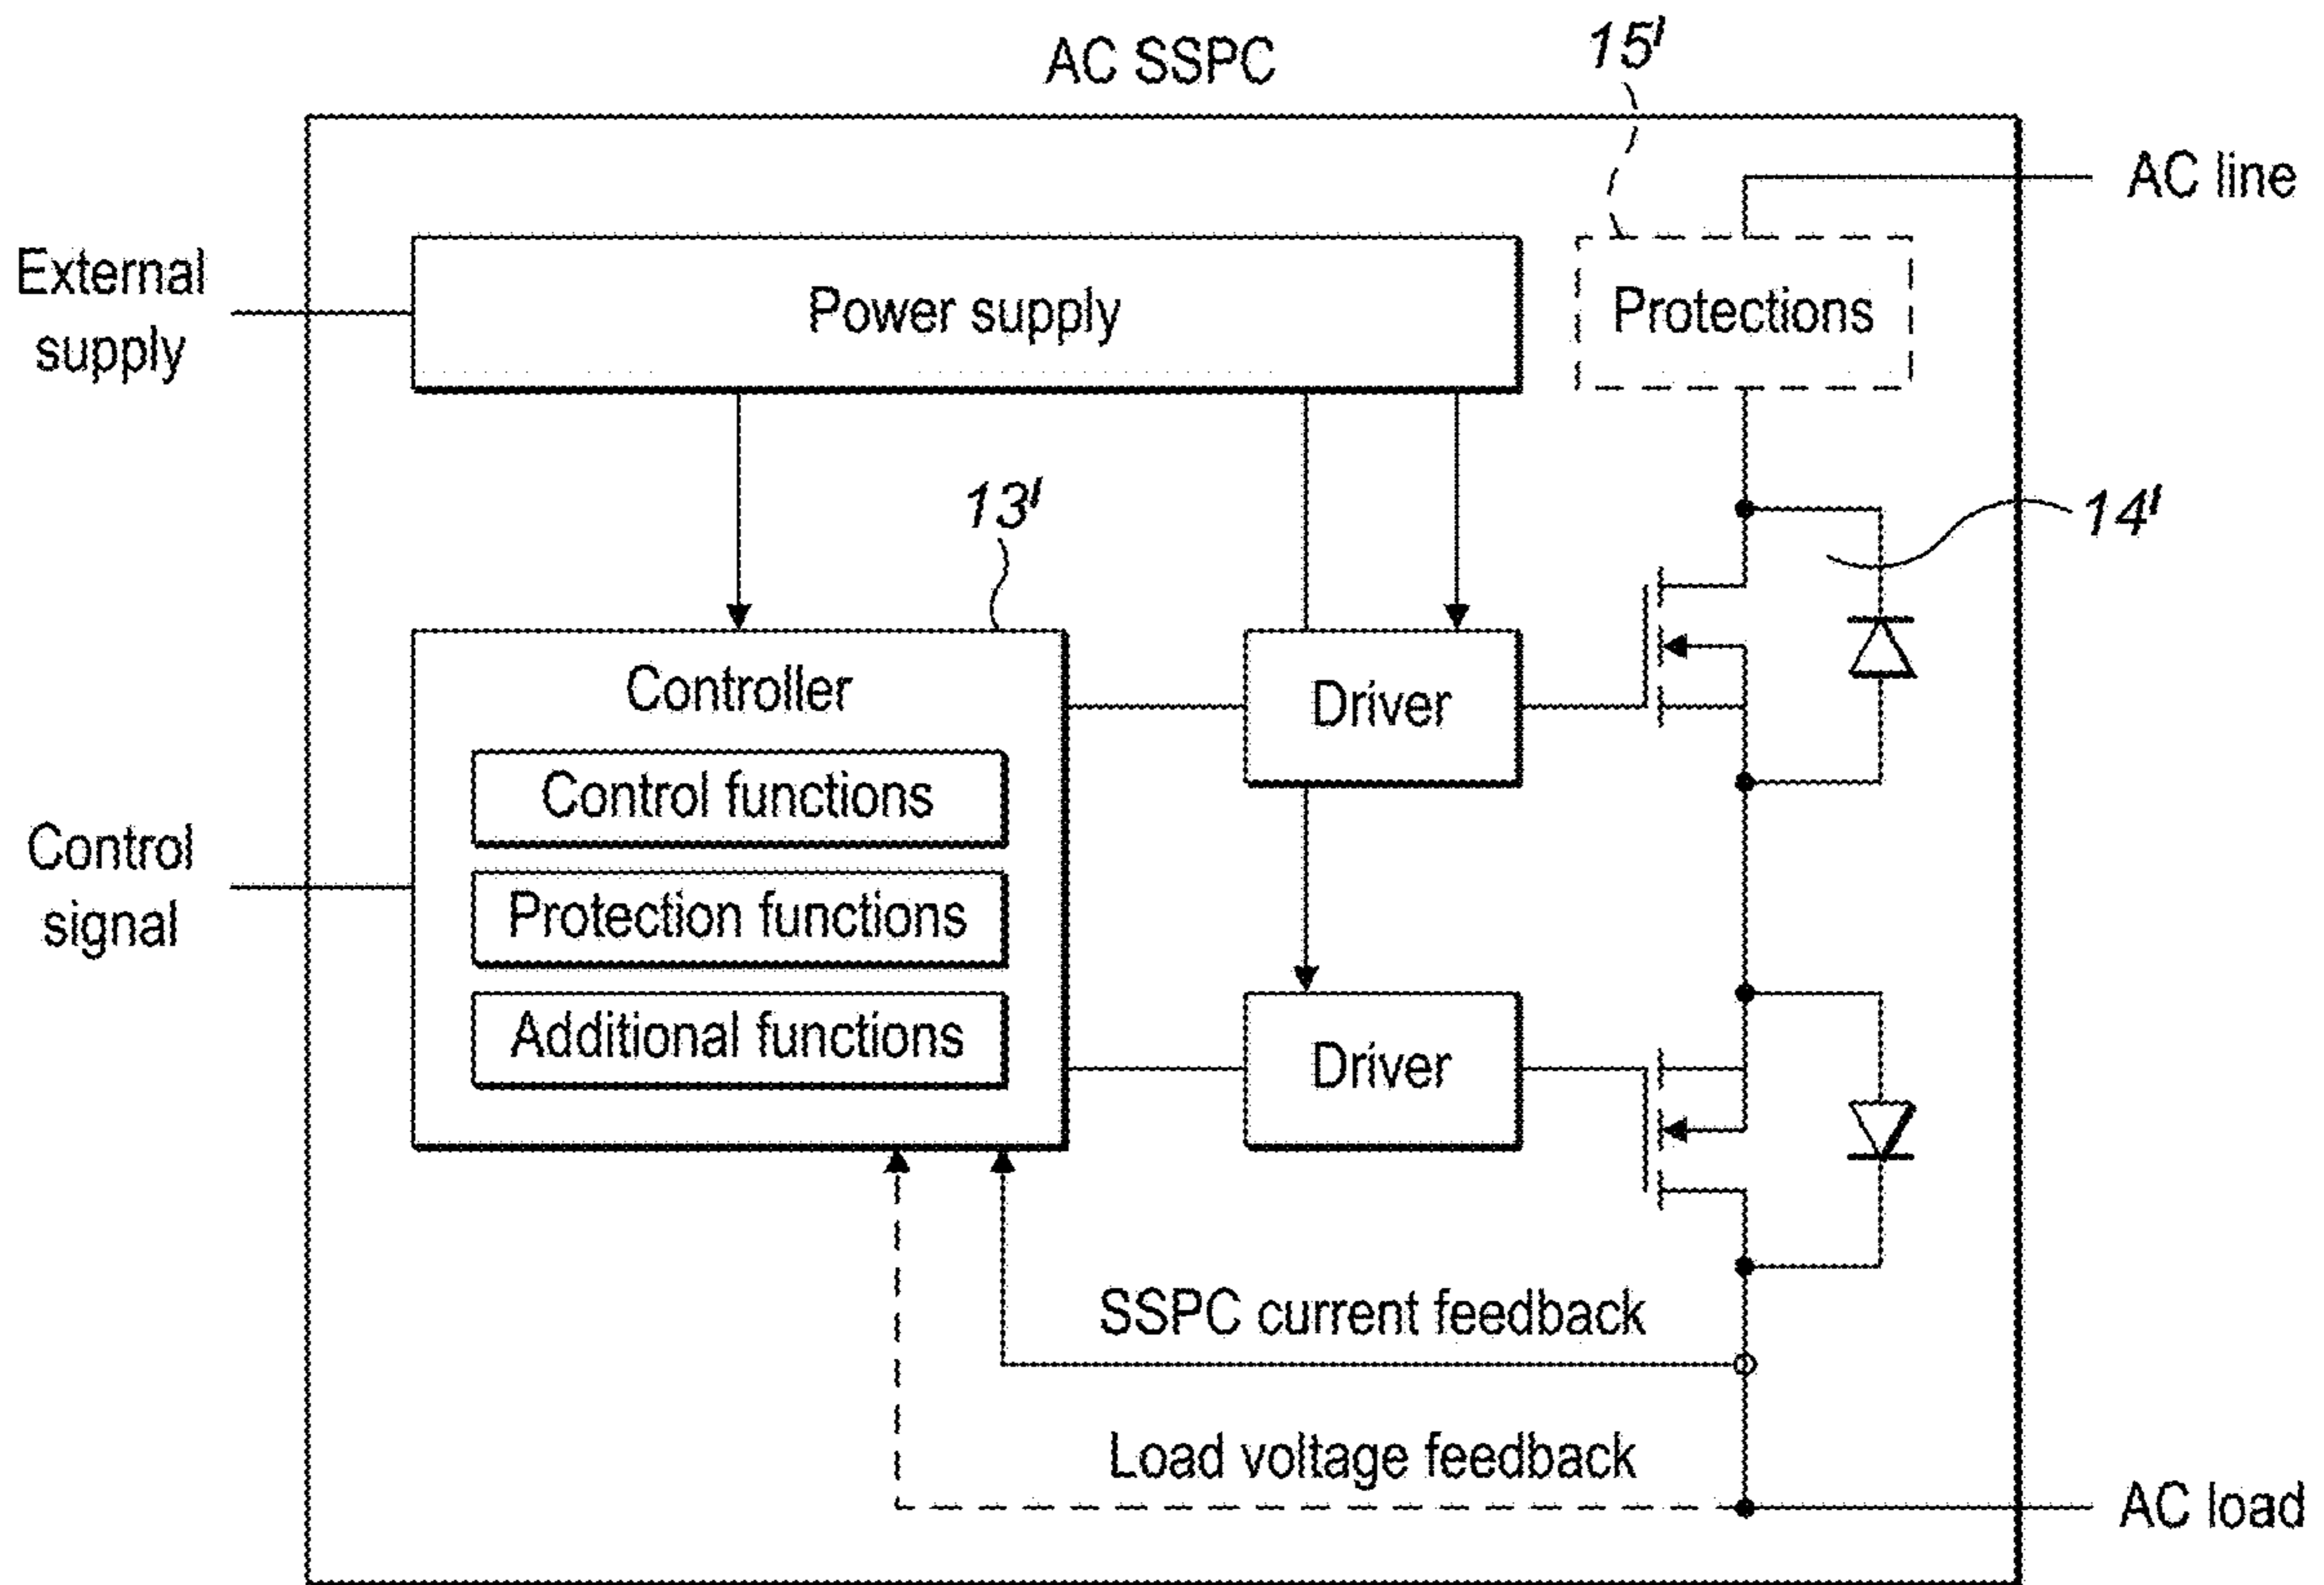 AC SSPC
15'
AC line
External
supply
Power supply
Protections
13'
14'
Controller
Driver
Control functions
Control
signal
Protection functions
Additional functions
Driver
SSPC current feedback
Load voltage feedback
AC load